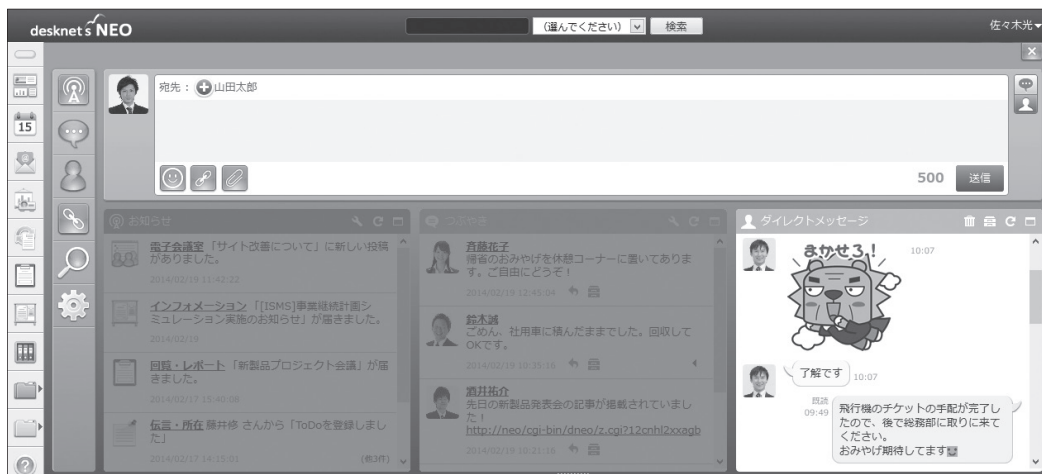 desknet's NEO
(選んでください) 検索
佐々木光▼
15
宛先： 山田太郎
500 送信
お知らせ
電子会議室「サイト改善について」に新しい投稿
がありました。
2014/02/19 11:42:22
インフォメーション「[ISMS]事業継続計画シ
ミュレーション実施のお知らせ」が届きました。
2014/02/19
回覧・レポート「新製品プロジェクト会議」が届
きました。
2014/02/17 15:40:08
伝言・所在 藤井修 さんから「ToDoを登録しまし
た」
2014/02/17 14:15:01
(他3件)
つぶやき
斉藤花子
帰省のおみやげを休憩コーナーに置いてありま
す。ご自由にどうぞ！
2014/02/19 12:45:04
鈴木誠
ごめん、社用車に積んだままでした。回収して
OKです。
2014/02/19 10:35:16
酒井祐介
先日の新製品発表会の記事が掲載されていまし
た！
http://neo/cgi-bin/dneo/z.cgi?12cnhl2xxagb
2014/02/19 10:21:16
ダイレクトメッセージ
まかせろ！
10:07
了解です
10:07
既読
09:49
飛行機のチケットの手配が完了し
たので、後で総務部に取りに来て
ください。
おみやげ期待してます